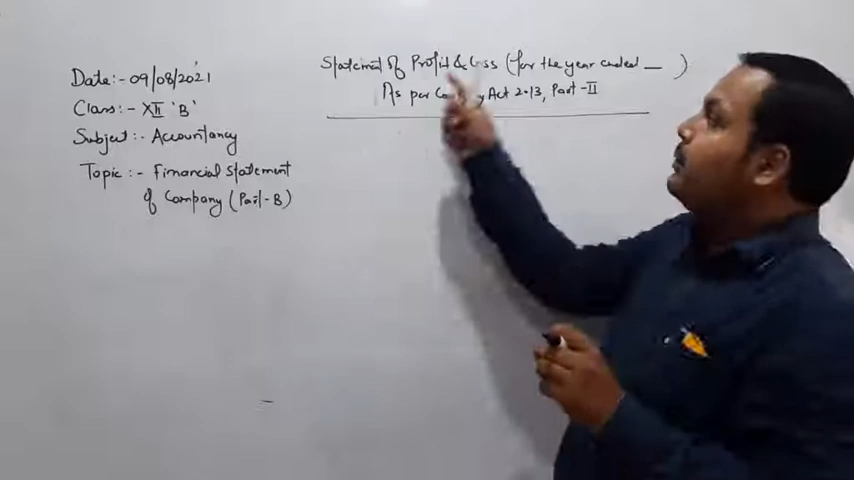 Date:- 09/08/2021
Class:- XII 'B'
Subject:- Accountancy
Topic:- Financial Statement
of Company (Part-B)
Statement of Profit & Loss (for the year ended __ )
As per Company Act 2013, Part-II